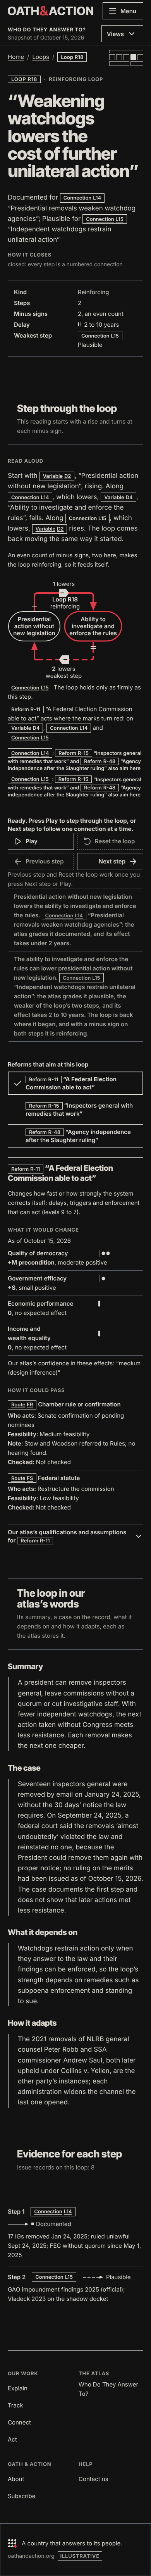 OATH&ACTION
Menu
WHO DO THEY ANSWER TO?
Snapshot of October 15, 2026
Views
Home / Loops / Loop R18
LOOP R18 · REINFORCING LOOP
“Weakening
watchdogs
lowers the
cost of further
unilateral action”
Documented for Connection L14
“Presidential removals weaken watchdog
agencies”; Plausible for Connection L15
“Independent watchdogs restrain
unilateral action”
HOW IT CLOSES
closed: every step is a numbered connection
Kind Reinforcing
Steps 2
Minus signs 2, an even count
Delay 2 to 10 years
Weakest step Connection L15
Plausible
Step through the loop
This reading starts with a rise and turns at
each minus sign.
READ ALOUD
Start with Variable D2, “Presidential action
without new legislation”, rising. Along
Connection L14, which lowers, Variable D4,
“Ability to investigate and enforce the
rules”, falls. Along Connection L15, which
lowers, Variable D2 rises. The loop comes
back moving the way it started.
An even count of minus signs, two here, makes
the loop reinforcing, so it feeds itself.
1 lowers
Loop R18
reinforcing
Presidential
action without
new legislation
Ability to
investigate and
enforce the rules
2 lowers
weakest step
Connection L15 The loop holds only as firmly as
this step.
Reform R-11 “A Federal Election Commission
able to act” acts where the marks turn red: on
Variable D4, Connection L14 and
Connection L15.
Connection L14: Reform R-15 “Inspectors general
with remedies that work” and Reform R-48 “Agency
independence after the Slaughter ruling” also aim here
Connection L15: Reform R-15 “Inspectors general
with remedies that work” and Reform R-48 “Agency
independence after the Slaughter ruling” also aim here
Ready. Press Play to step through the loop, or
Next step to follow one connection at a time.
Play
Reset the loop
Previous step
Next step
Previous step and Reset the loop work once you
press Next step or Play.
Presidential action without new legislation
lowers the ability to investigate and enforce
the rules. Connection L14 “Presidential
removals weaken watchdog agencies”: the
atlas grades it documented, and its effect
takes under 2 years.
The ability to investigate and enforce the
rules can lower presidential action without
new legislation. Connection L15
“Independent watchdogs restrain unilateral
action”: the atlas grades it plausible, the
weaker of the loop’s two steps, and its
effect takes 2 to 10 years. The loop is back
where it began, and with a minus sign on
both steps it is reinforcing.
Reforms that aim at this loop
Reform R-11 “A Federal Election
Commission able to act”
Reform R-15 “Inspectors general with
remedies that work”
Reform R-48 “Agency independence
after the Slaughter ruling”
Reform R-11 “A Federal Election
Commission able to act”
Changes how fast or how strongly the system
corrects itself: delays, triggers and enforcement
that can act (levels 9 to 7).
WHAT IT WOULD CHANGE
As of October 15, 2026
Quality of democracy
+M precondition, moderate positive
Government efficacy
+S, small positive
Economic performance
0, no expected effect
Income and
wealth equality
0, no expected effect
Our atlas’s confidence in these effects: “medium
(design inference)”
HOW IT COULD PASS
Route FR Chamber rule or confirmation
Who acts: Senate confirmation of pending
nominees
Feasibility: Medium feasibility
Note: Stow and Woodson referred to Rules; no
hearing found.
Checked: Not checked
Route FS Federal statute
Who acts: Restructure the commission
Feasibility: Low feasibility
Checked: Not checked
Our atlas’s qualifications and assumptions
for Reform R-11
The loop in our
atlas’s words
Its summary, a case on the record, what it
depends on and how it adapts, each as
the atlas stores it.
Summary
A president can remove inspectors
general, leave commissions without a
quorum or cut investigative staff. With
fewer independent watchdogs, the next
action taken without Congress meets
less resistance. Each removal makes
the next one cheaper.
The case
Seventeen inspectors general were
removed by email on January 24, 2025,
without the 30 days’ notice the law
requires. On September 24, 2025, a
federal court said the removals ‘almost
undoubtedly’ violated the law and
reinstated no one, because the
President could remove them again with
proper notice; no ruling on the merits
had been issued as of October 15, 2026.
The case documents the first step and
does not show that later actions met
less resistance.
What it depends on
Watchdogs restrain action only when
they answer to the law and their
findings can be enforced, so the loop’s
strength depends on remedies such as
subpoena enforcement and standing
to sue.
How it adapts
The 2021 removals of NLRB general
counsel Peter Robb and SSA
commissioner Andrew Saul, both later
upheld under Collins v. Yellen, are the
other party’s instances; each
administration widens the channel the
last one opened.
Evidence for each step
Issue records on this loop: 8
Step 1 Connection L14
Documented
17 IGs removed Jan 24, 2025; ruled unlawful
Sept 24, 2025; FEC without quorum since May 1,
2025
Step 2 Connection L15
Plausible
GAO impoundment findings 2025 (official);
Vladeck 2023 on the shadow docket
OUR WORK
Explain
Track
Connect
Act
THE ATLAS
Who Do They Answer
To?
OATH & ACTION
About
Subscribe
HELP
Contact us
A country that answers to its people.
oathandaction.org ILLUSTRATIVE